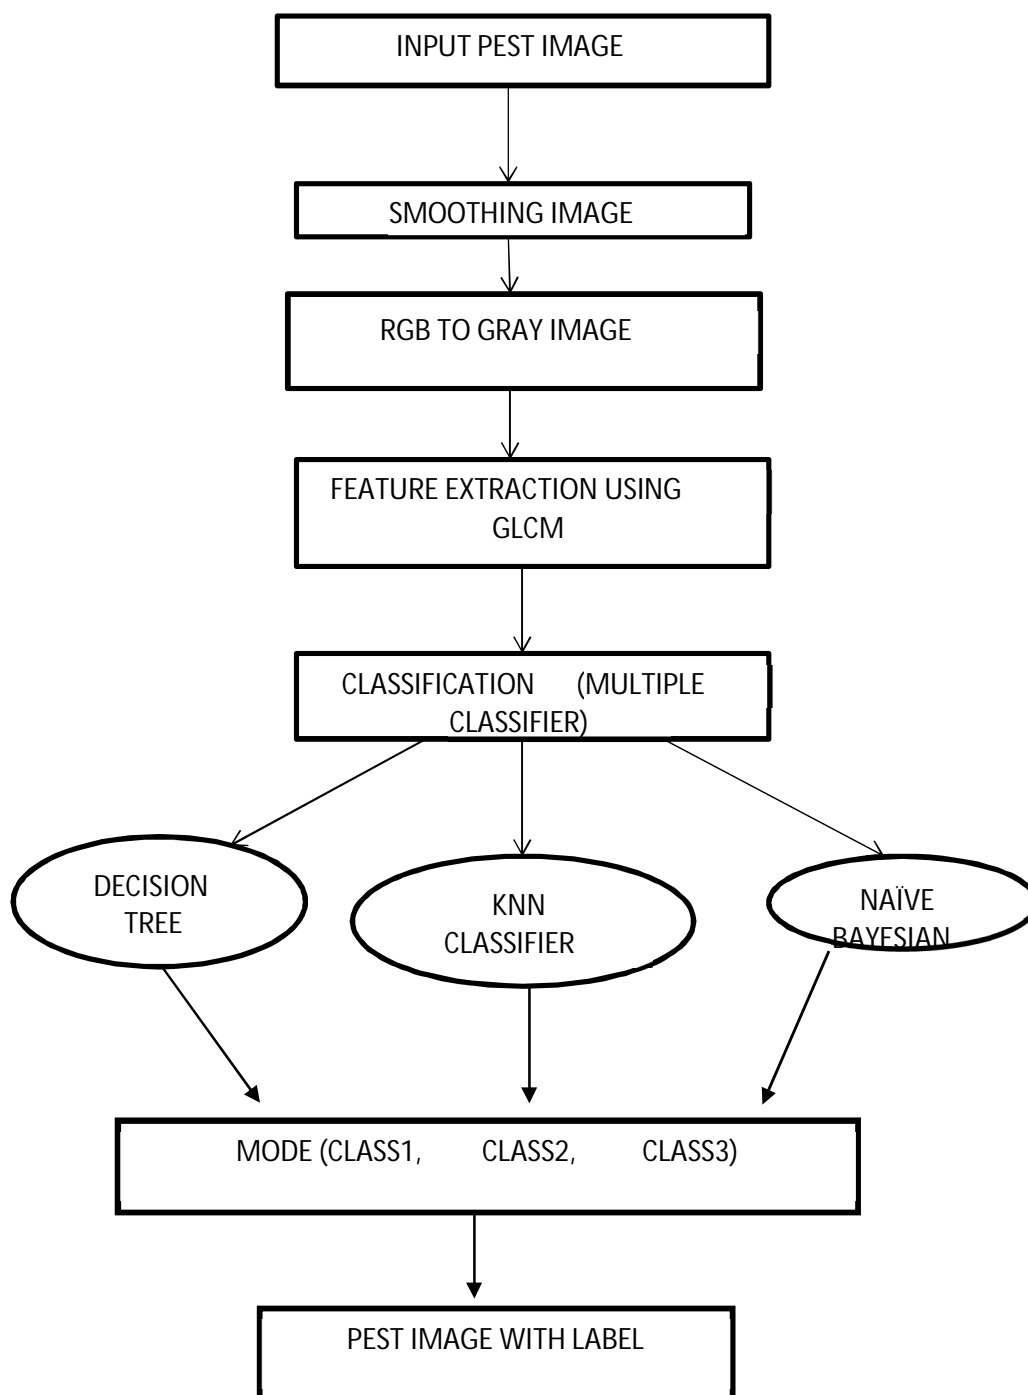 INPUT PEST IMAGE
SMOOTHING IMAGE
RGB TO GRAY IMAGE
FEATURE EXTRACTION USING
GLCM
CLASSIFICATION (MULTIPLE
CLASSIFIER)
DECISION
TREE
KNN
CLASSIFIER
NAÏVE
BAYESIAN
MODE (CLASS1, CLASS2, CLASS3)
PEST IMAGE WITH LABEL